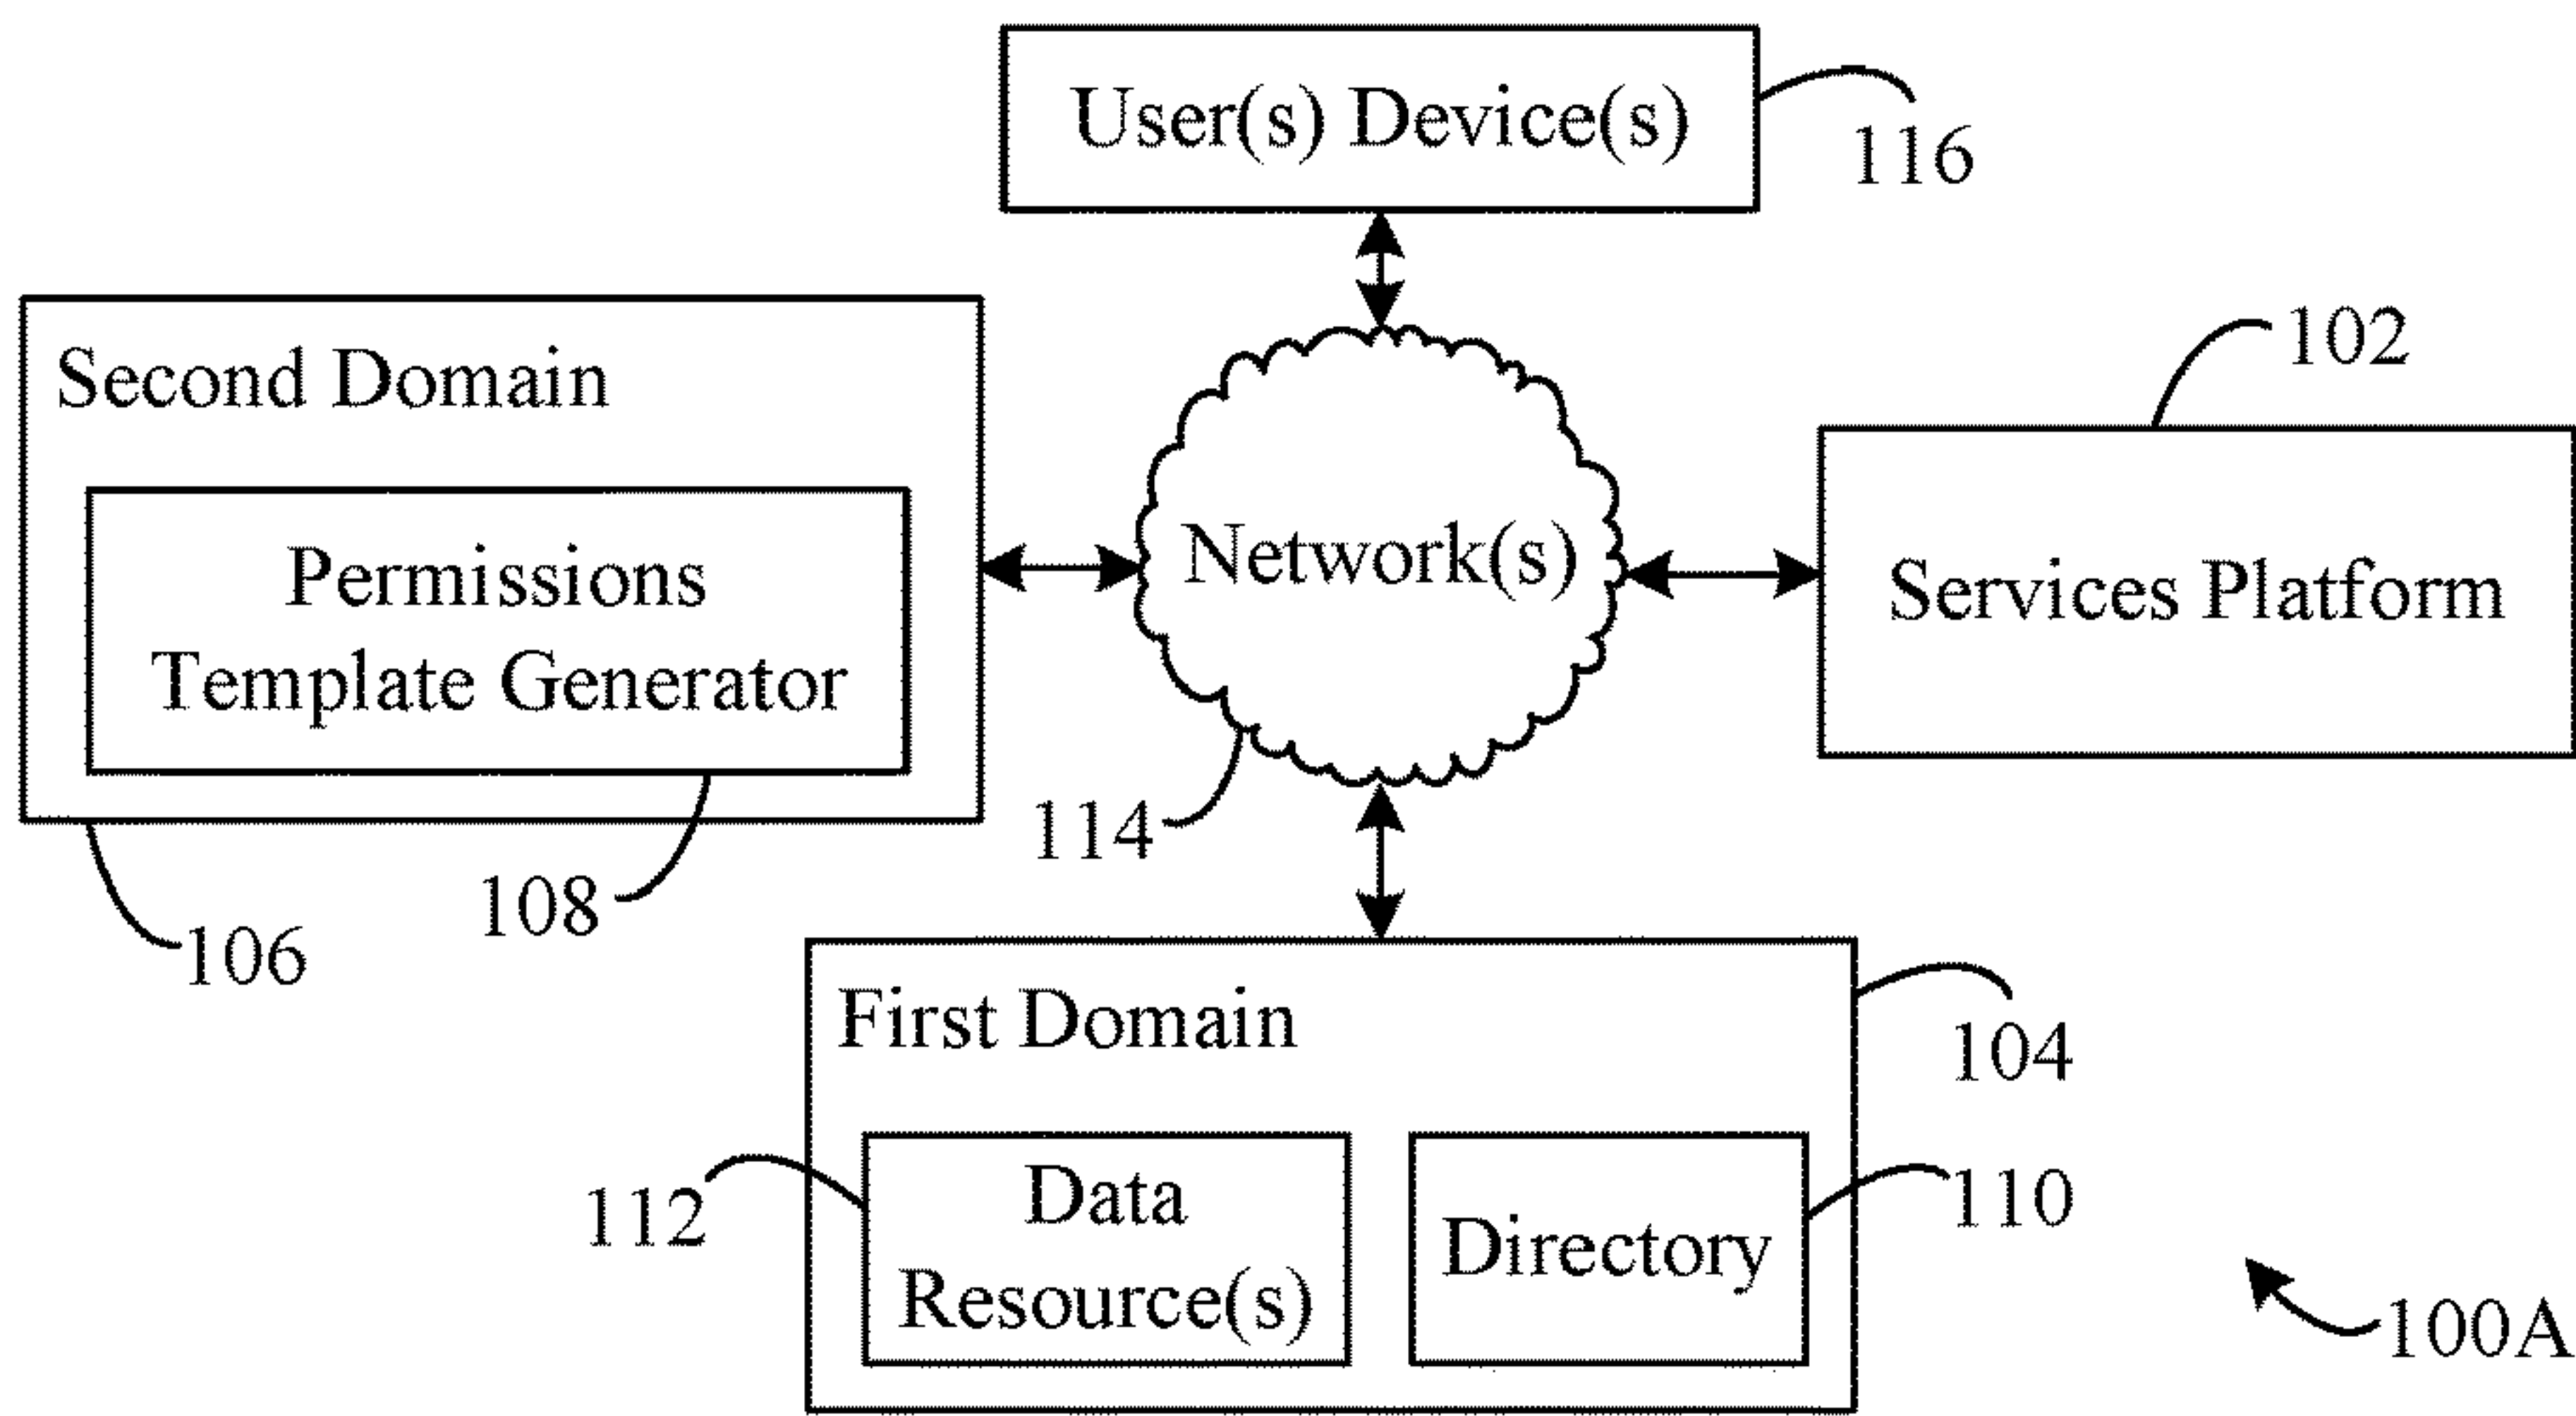 User(s) Device(s)
116
Second Domain
102
Permissions
Template Generator
Network(s)
Services Platform
114
108
106
First Domain
104
Data
Resource(s)
112
Directory
110
100A